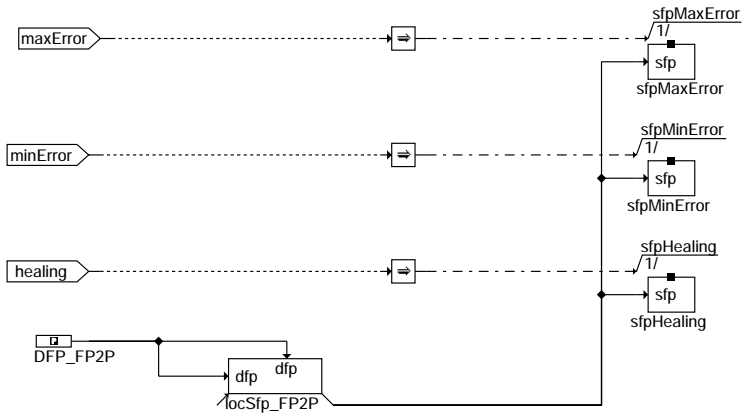 sfpMaxError
maxError
1/
sfp
sfpMaxError
sfpMinError
minError
1/
sfp
sfpMinError
sfpHealing
healing
1/
sfp
sfpHealing
P
DFP_FP2P
dfp
dfp
locSfp_FP2P